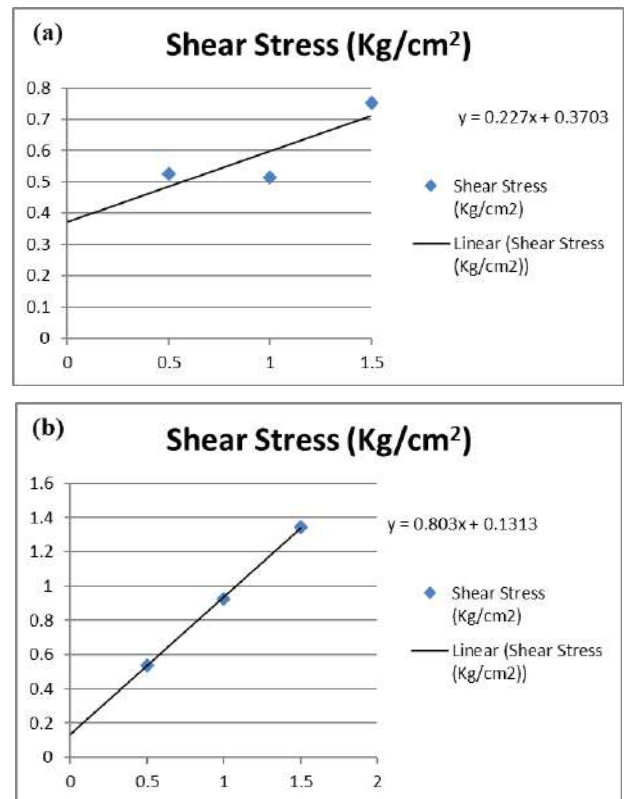 (a)
Shear Stress (Kg/cm²)
0.8
0.7
0.6
0.5
0.4
0.3
0.2
0.1
0
0 0.5 1 1.5
y = 0.227x + 0.3703
Shear Stress
(Kg/cm2)
Linear (Shear Stress
(Kg/cm2))
(b)
Shear Stress (Kg/cm²)
1.6
1.4
1.2
1
0.8
0.6
0.4
0.2
0
0 0.5 1 1.5 2
y = 0.803x + 0.1313
Shear Stress
(Kg/cm2)
Linear (Shear Stress
(Kg/cm2))